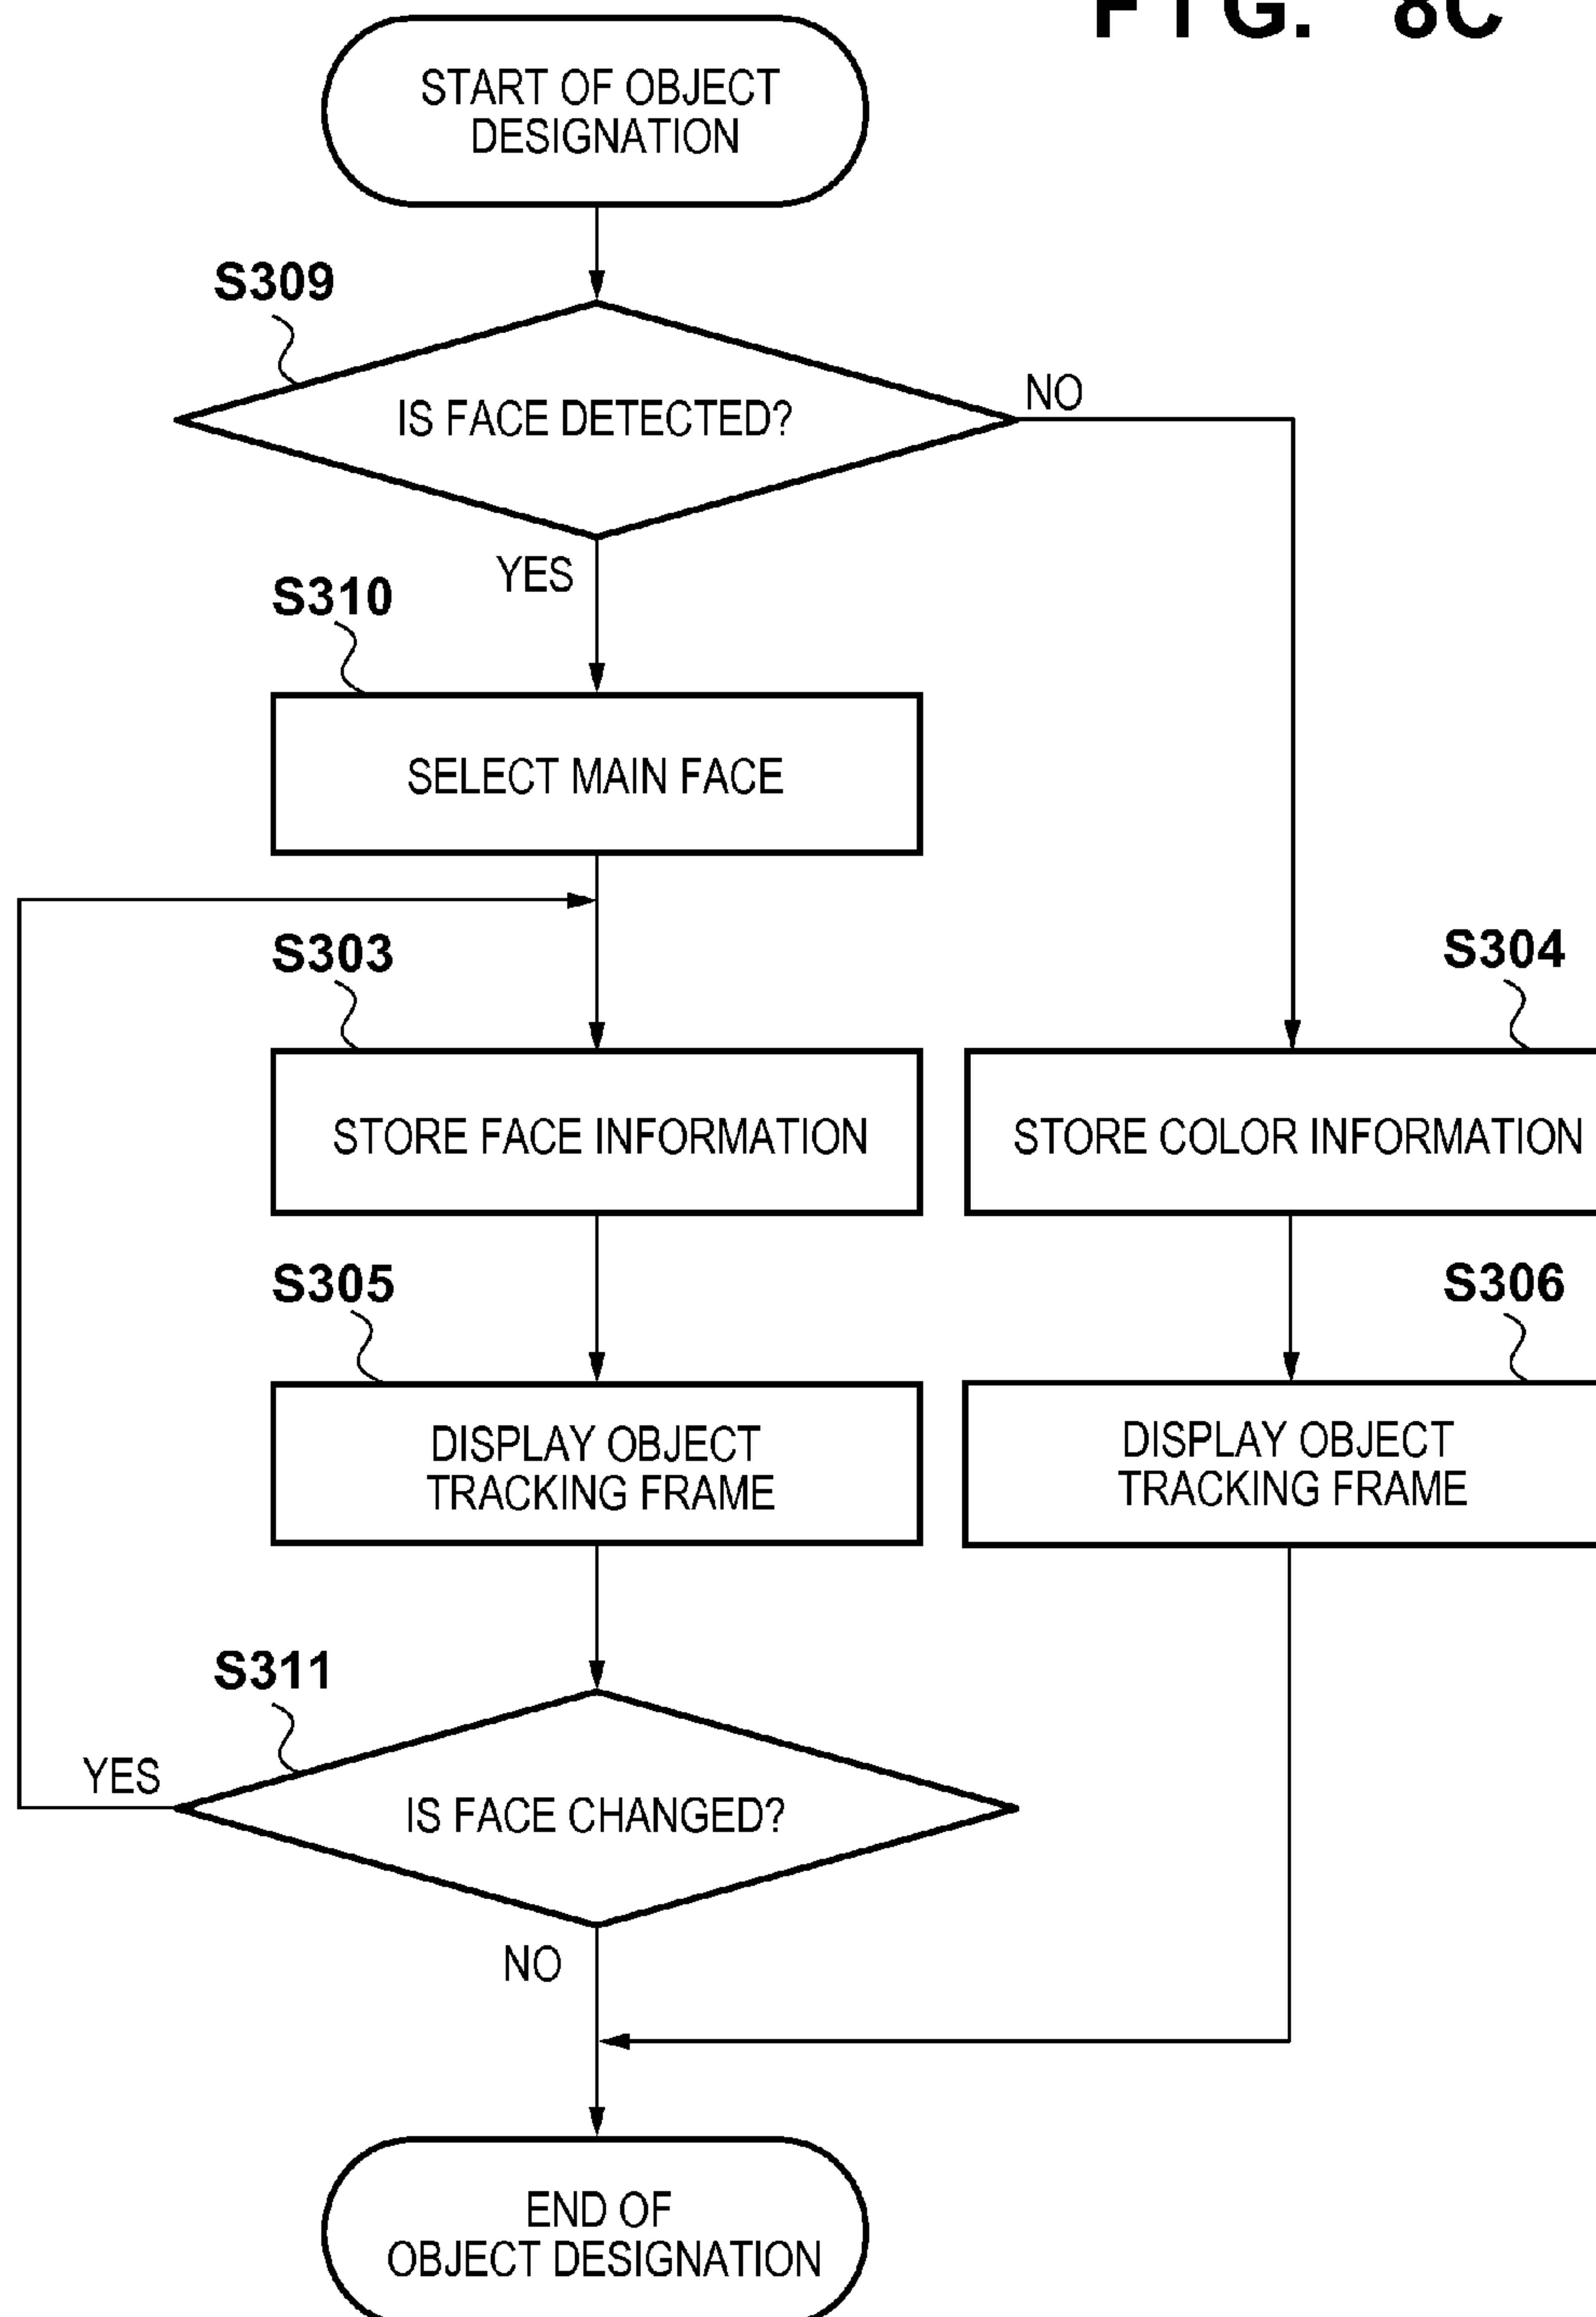 FIG. 8C
START OF OBJECT
DESIGNATION
S309
IS FACE DETECTED?
NO
YES
S310
SELECT MAIN FACE
S303
STORE FACE INFORMATION
S304
STORE COLOR INFORMATION
S305
DISPLAY OBJECT
TRACKING FRAME
S306
DISPLAY OBJECT
TRACKING FRAME
S311
YES
IS FACE CHANGED?
NO
END OF
OBJECT DESIGNATION